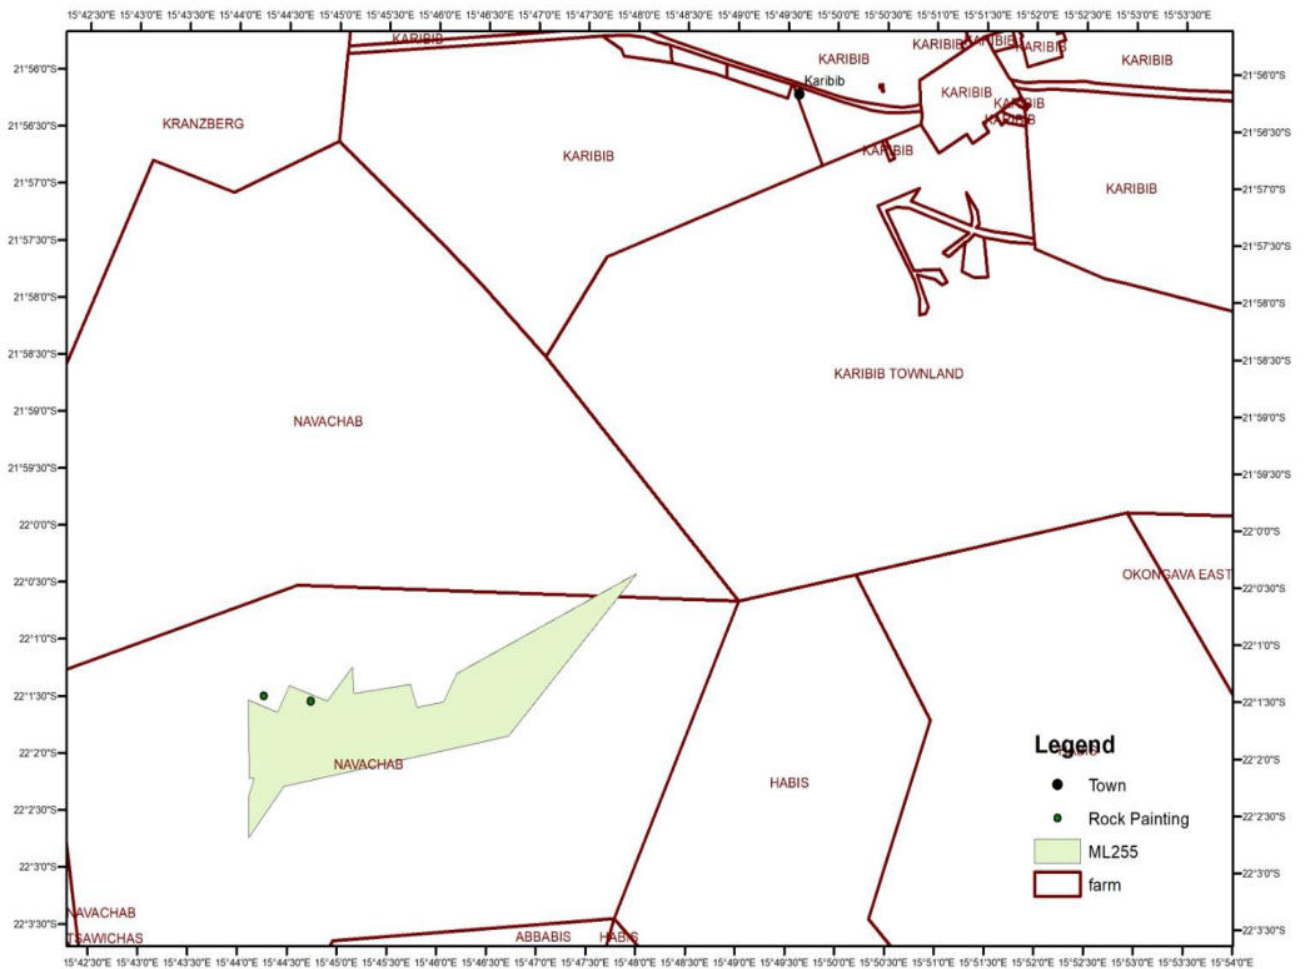 15°42'30"E 15°43'0"E 15°43'30"E 15°44'0"E 15°44'30"E 15°45'0"E 15°45'30"E 15°46'0"E 15°46'30"E 15°47'0"E 15°47'30"E 15°48'0"E 15°48'30"E 15°49'0"E 15°49'30"E 15°50'0"E 15°50'30"E 15°51'0"E 15°51'30"E 15°52'0"E 15°52'30"E 15°53'0"E 15°53'30"E
KARIBIB KARIBIB KARIBIB KARIBIB
KARIBIB KARIBIB
21°56'0"S 21°56'0"S
Karibib
KARIBIB
KARIBIB
KARIBIB
21°56'30"S KRANZBERG 21°56'30"S
KARIBIB KARIBIB
21°57'0"S KARIBIB 21°57'0"S
21°57'30"S 21°57'30"S
21°58'0"S 21°58'0"S
21°58'30"S 21°58'30"S
KARIBIB TOWNLAND
21°59'0"S NAVACHAB 21°59'0"S
21°59'30"S 21°59'30"S
22°0'0"S 22°0'0"S
22°0'30"S OKONGAVA EAST 22°0'30"S
22°1'0"S 22°1'0"S
22°1'30"S 22°1'30"S
Legend
22°2'0"S NAVACHAB HABIS 22°2'0"S
HABIS Town
22°2'30"S Rock Painting 22°2'30"S
ML255
22°3'0"S farm 22°3'0"S
NAVACHAB
22°3'30"S 22°3'30"S
TSAWICHAS ABBABIS HABIS
15°42'30"E 15°43'0"E 15°43'30"E 15°44'0"E 15°44'30"E 15°45'0"E 15°45'30"E 15°46'0"E 15°46'30"E 15°47'0"E 15°47'30"E 15°48'0"E 15°48'30"E 15°49'0"E 15°49'30"E 15°50'0"E 15°50'30"E 15°51'0"E 15°51'30"E 15°52'0"E 15°52'30"E 15°53'0"E 15°53'30"E 15°54'0"E